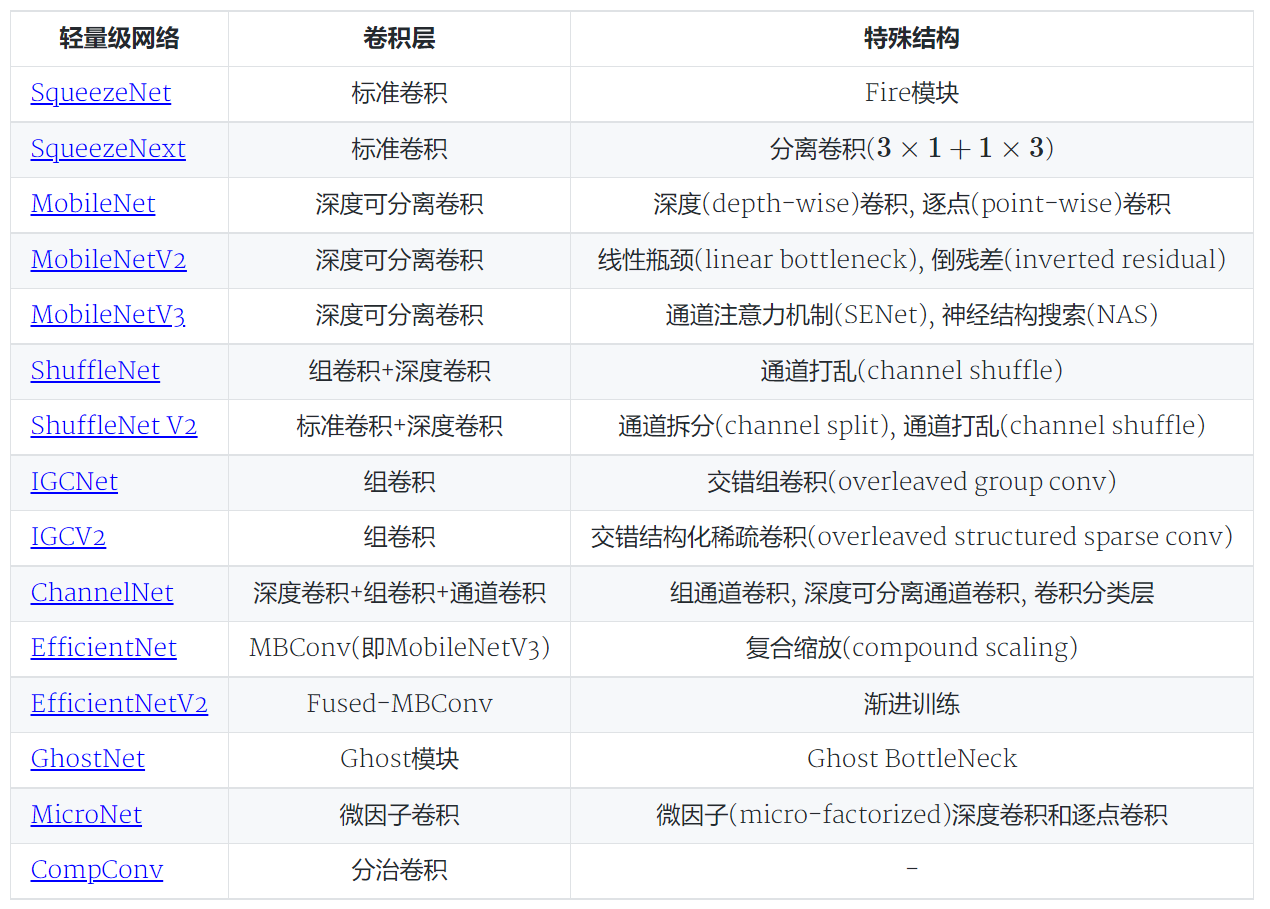 轻量级网络 卷积层 特殊结构
SqueezeNet 标准卷积 Fire模块
SqueezeNext 标准卷积 分离卷积(3 × 1 + 1 × 3)
MobileNet 深度可分离卷积 深度(depth-wise)卷积, 逐点(point-wise)卷积
MobileNetV2 深度可分离卷积 线性瓶颈(linear bottleneck), 倒残差(inverted residual)
MobileNetV3 深度可分离卷积 通道注意力机制(SENet), 神经结构搜索(NAS)
ShuffleNet 组卷积+深度卷积 通道打乱(channel shuffle)
ShuffleNet V2 标准卷积+深度卷积 通道拆分(channel split), 通道打乱(channel shuffle)
IGCNet 组卷积 交错组卷积(overleaved group conv)
IGCV2 组卷积 交错结构化稀疏卷积(overleaved structured sparse conv)
ChannelNet 深度卷积+组卷积+通道卷积 组通道卷积, 深度可分离通道卷积, 卷积分类层
EfficientNet MBConv(即MobileNetV3) 复合缩放(compound scaling)
EfficientNetV2 Fused-MBConv 渐进训练
GhostNet Ghost模块 Ghost BottleNeck
MicroNet 微因子卷积 微因子(micro-factorized)深度卷积和逐点卷积
CompConv 分治卷积 -